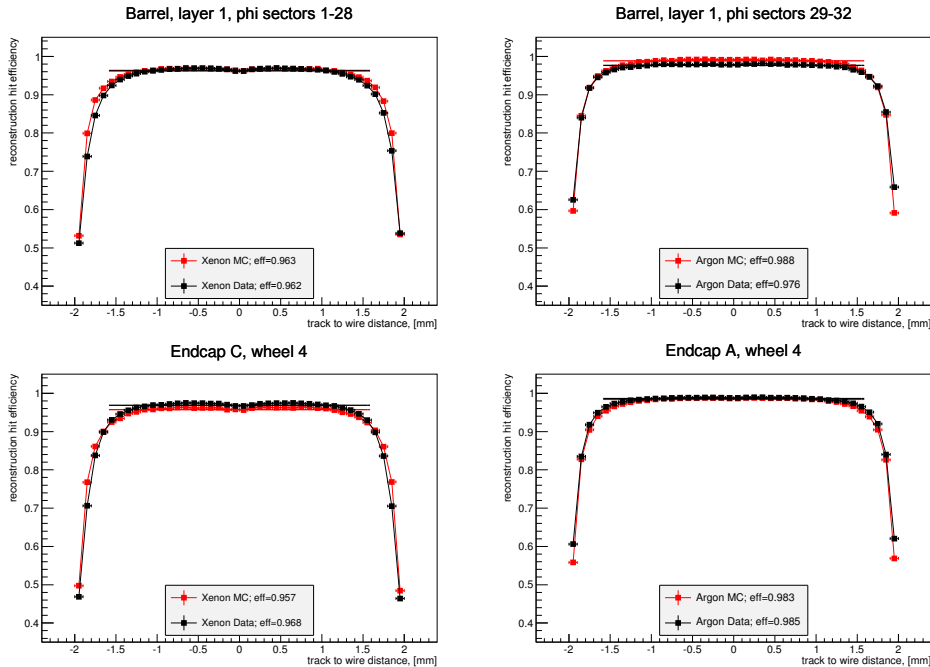 Barrel, layer 1, phi sectors 1-28
reconstruction hit efficiency
1
0.9
0.8
0.7
0.6
0.5
0.4
Xenon MC; eff=0.963
Xenon Data; eff=0.962
-2 -1.5 -1 -0.5 0 0.5 1 1.5 2
track to wire distance, [mm]
Barrel, layer 1, phi sectors 29-32
reconstruction hit efficiency
1
0.9
0.8
0.7
0.6
0.5
0.4
Argon MC; eff=0.988
Argon Data; eff=0.976
-2 -1.5 -1 -0.5 0 0.5 1 1.5 2
track to wire distance, [mm]
Endcap C, wheel 4
reconstruction hit efficiency
1
0.9
0.8
0.7
0.6
0.5
0.4
Xenon MC; eff=0.957
Xenon Data; eff=0.968
-2 -1.5 -1 -0.5 0 0.5 1 1.5 2
track to wire distance, [mm]
Endcap A, wheel 4
reconstruction hit efficiency
1
0.9
0.8
0.7
0.6
0.5
0.4
Argon MC; eff=0.983
Argon Data; eff=0.985
-2 -1.5 -1 -0.5 0 0.5 1 1.5 2
track to wire distance, [mm]